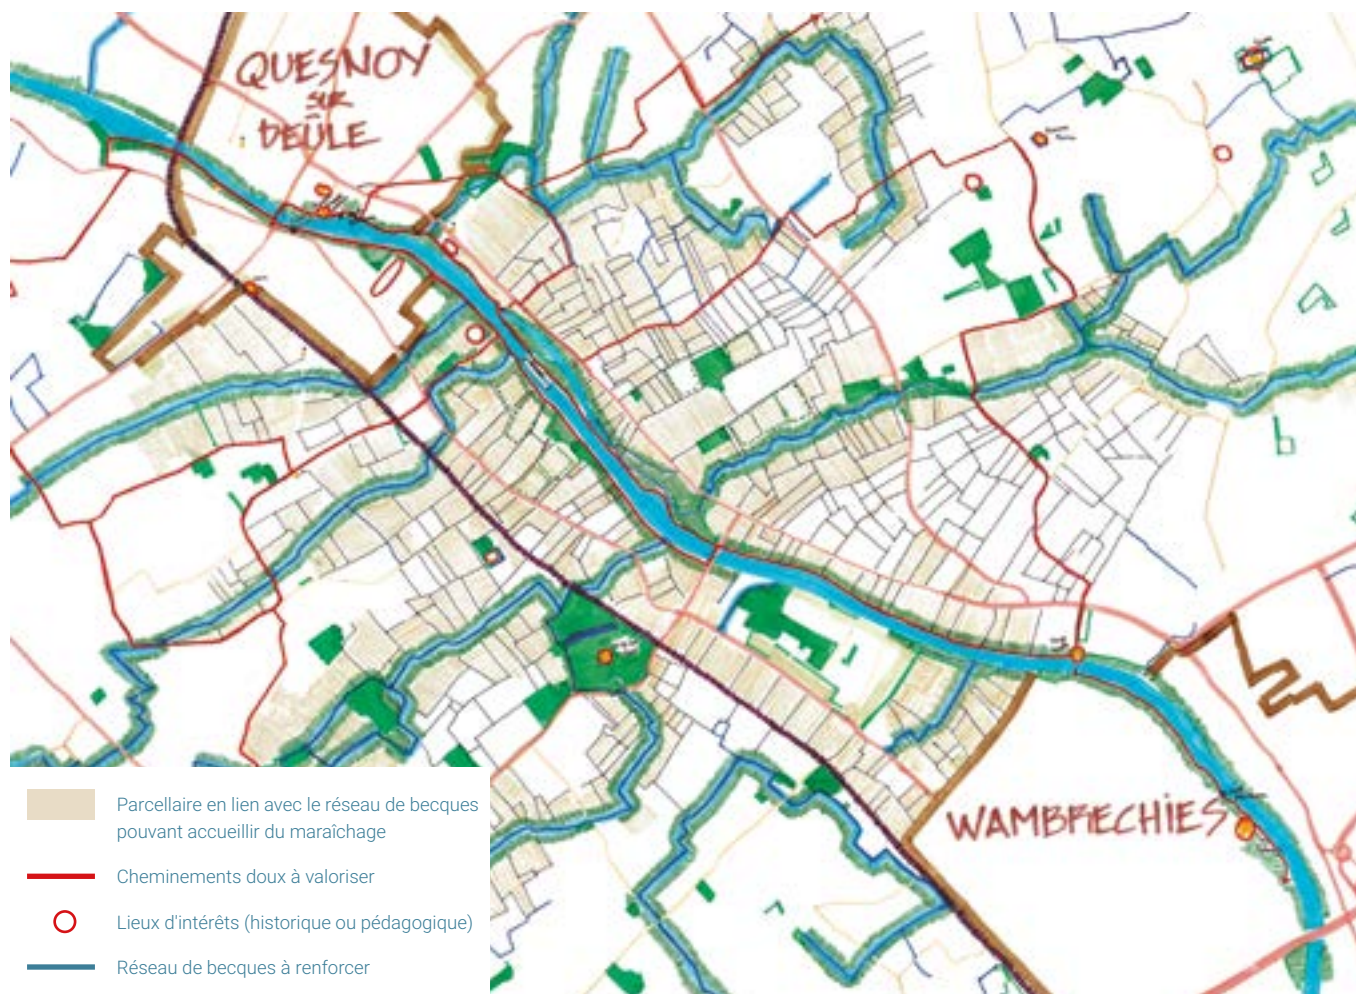 QUESNOY
SUR
DEÛLE
WAMBRECHIES
Parcellaire en lien avec le réseau de becques
pouvant accueillir du maraîchage
Cheminements doux à valoriser
Lieux d'intérêts (historique ou pédagogique)
Réseau de becques à renforcer